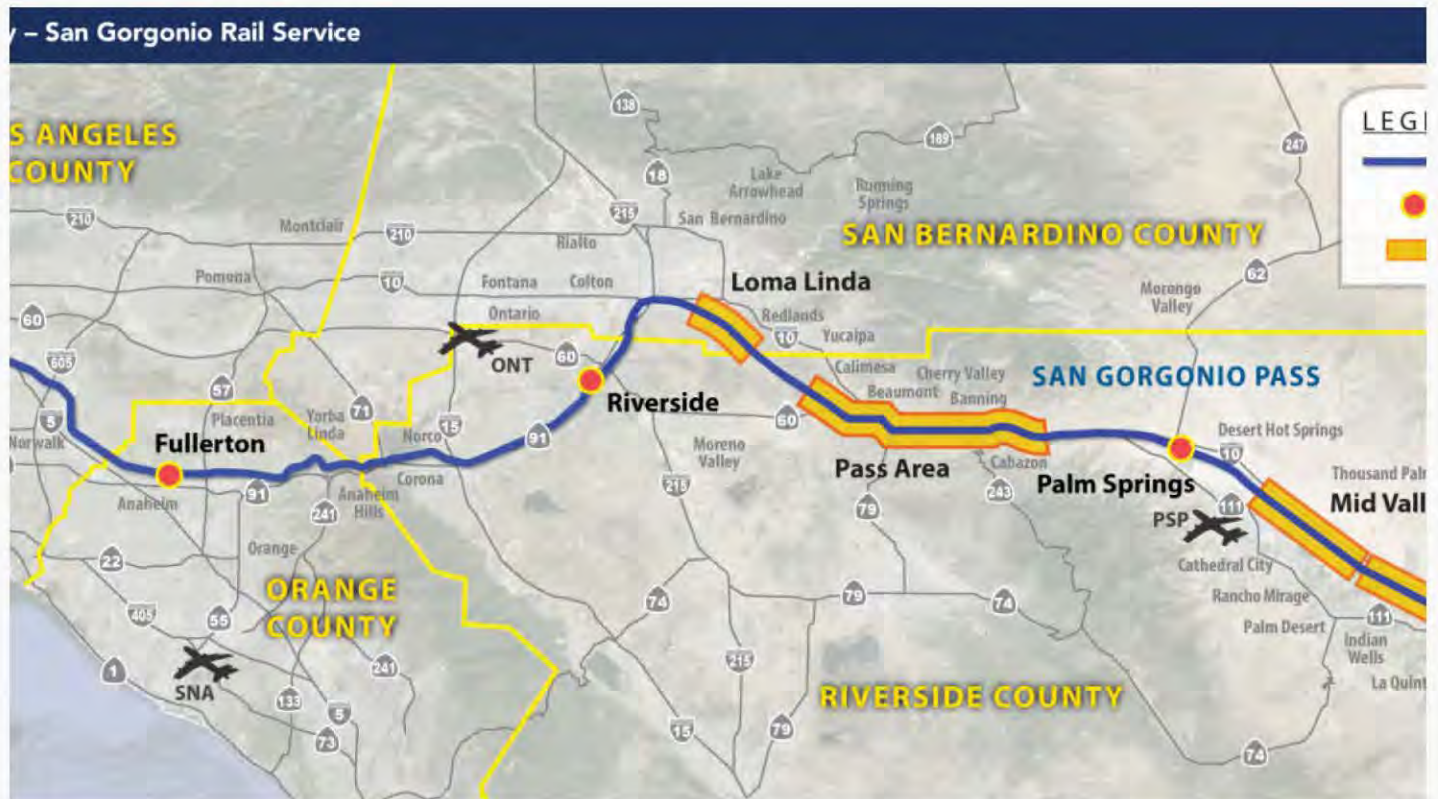 – San Gorgonio Rail Service
S ANGELES
COUNTY
LEGE
138
189
247
18
Lake
Arrowhead
Running
Springs
210
215
San Bernardino
Montclair
210
Rialto
SAN BERNARDINO COUNTY
62
Pomona
10
Fontana
Colton
Loma Linda
Morongo
Valley
Ontario
Redlands
60
10
Yucaipa
605
ONT
60
Calimesa
Cherry Valley
SAN GORGONIO PASS
57
Beaumont
Banning
Riverside
71
Placentia
Yorba
Linda
5
15
60
Norwalk
Fullerton
Norco
91
Moreno
Valley
Desert Hot Springs
10
Pass Area
Cabazon
Thousand Pal
Corona
215
243
Palm Springs
Anaheim
91
Anaheim
Hills
111
Mid Vall
241
79
PSP
Orange
22
Cathedral City
ORANGE
COUNTY
74
79
74
Rancho Mirage
405
55
111
Palm Desert
Indian
Wells
1
241
215
SNA
La Quint
133
RIVERSIDE COUNTY
5
73
15
79
74